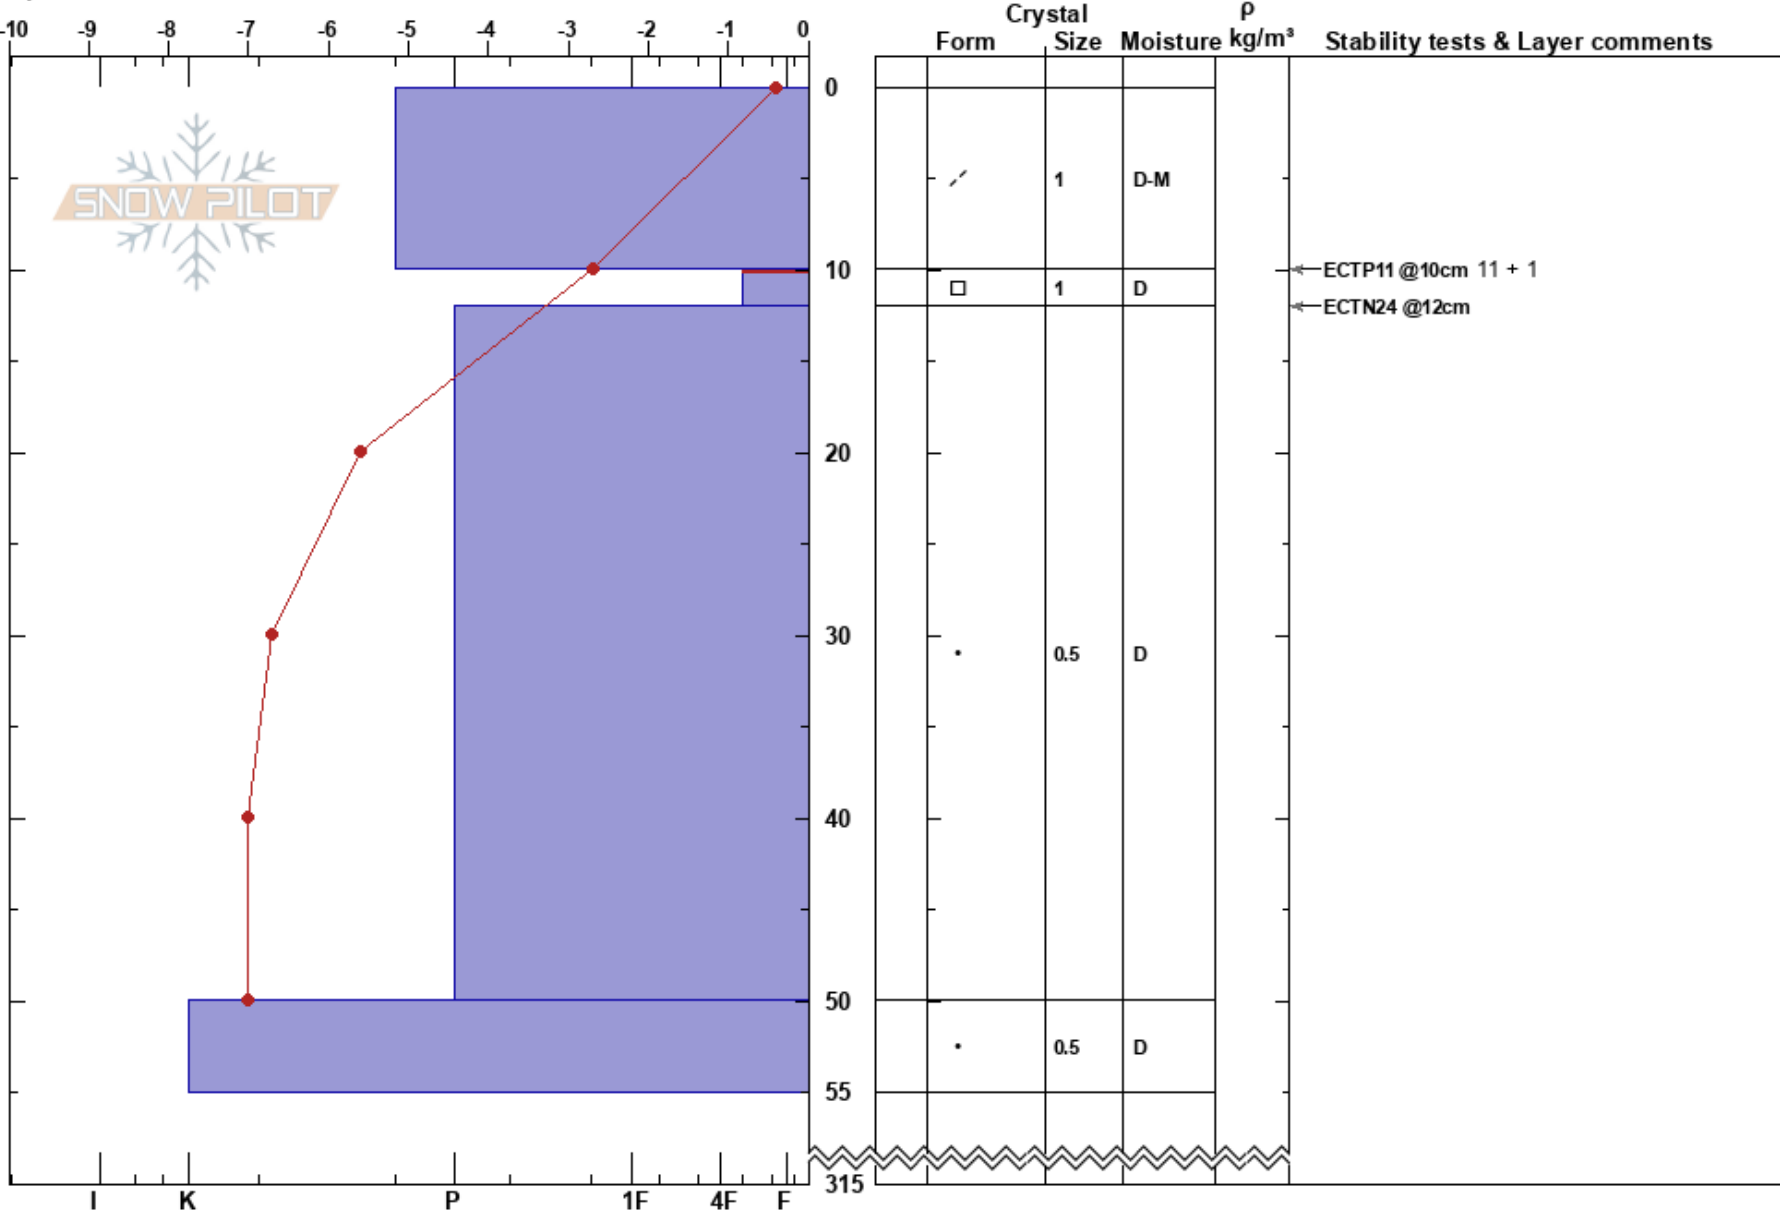 Crystal ρ
-10 -9 -8 -7 -6 -5 -4 -3 -2 -1 0 Form Size Moisture kg/m³ Stability tests & Layer comments
0
SNOW PILOT
1 D-M
10 ECTP11 @10cm 11 + 1
1 D
ECTN24 @12cm
20
30
0.5 D
40
50
0.5 D
55
315
I K P 1F 4F F